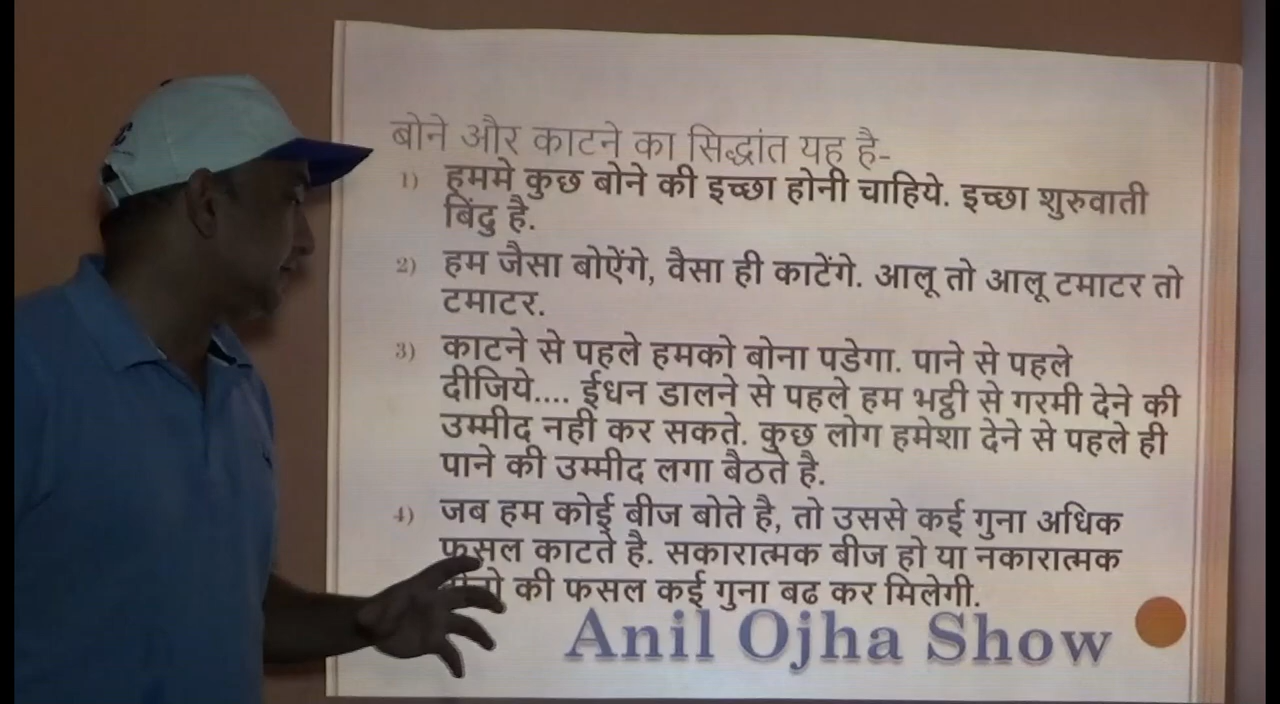 बोने और काटने का सिद्धांत यह है-
1) हममे कुछ बोने की इच्छा होनी चाहिये. इच्छा शुरुवाती
बिंदु है.
2) हम जैसा बोऐंगे, वैसा ही काटेंगे. आलू तो आलू टमाटर तो
टमाटर.
3) काटने से पहले हमको बोना पडेगा. पाने से पहले
दीजिये.... ईधन डालने से पहले हम भट्ठी से गरमी देने की
उम्मीद नही कर सकते. कुछ लोग हमेशा देने से पहले ही
पाने की उम्मीद लगा बैठते है.
4) जब हम कोई बीज बोते है, तो उससे कई गुना अधिक
फसल काटते है. सकारात्मक बीज हो या नकारात्मक
की फसल कई गुना बढ कर मिलेगी.
Anil Ojha Show